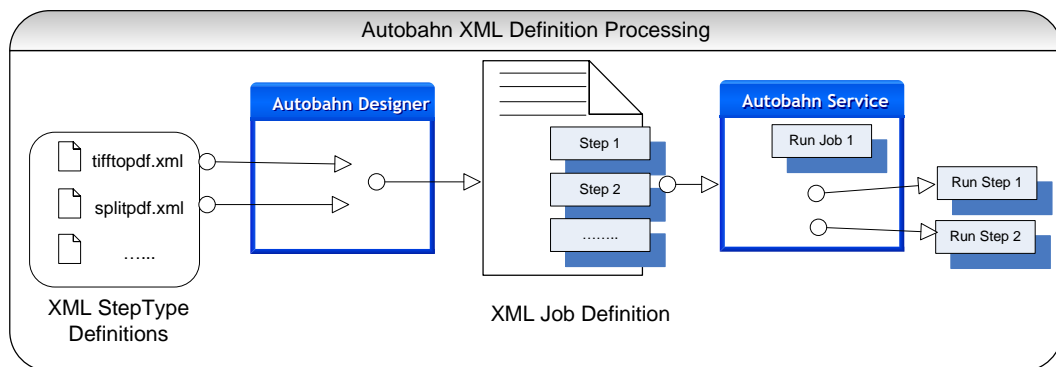 Autobahn XML Definition Processing
Autobahn Designer
Autobahn Service
tifftopdf.xml
splitpdf.xml
…...
XML StepType
Definitions
Step 1
Step 2
……..
XML Job Definition
Run Job 1
Run Step 1
Run Step 2